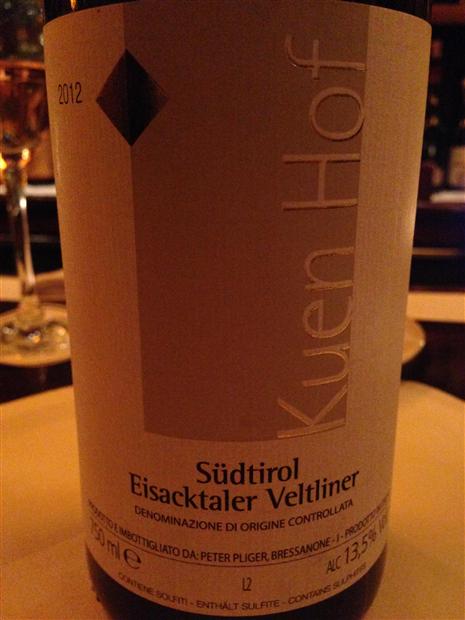 2012
Kuen Hof
Südtirol
Eisacktaler Veltliner
DENOMINAZIONE DI ORIGINE CONTROLLATA
PRODOTTO E IMBOTTIGLIATO DA: PETER PLIGER, BRESSANONE - I - PRODOTTO IN
750 ml e
L2
ALC 13,5% VOL
CONTIENE SOLFITI - ENTHÄLT SULFITE - CONTAINS SULPHITES